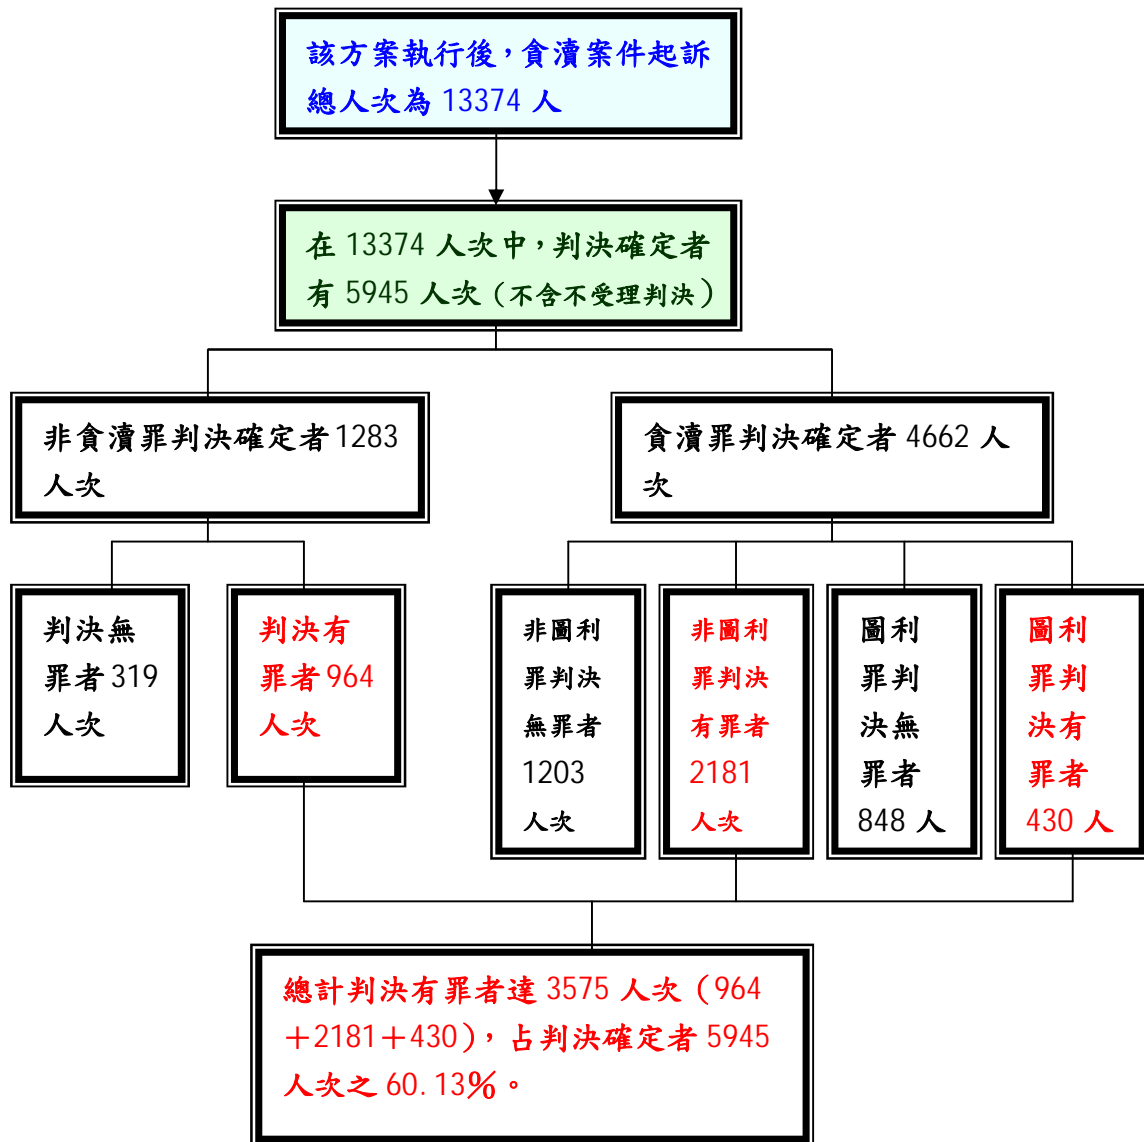 該方案執行後，貪瀆案件起訴
總人次為 13374 人
在 13374 人次中，判決確定者
有 5945 人次（不含不受理判決）
非貪瀆罪判決確定者 1283
人次
貪瀆罪判決確定者 4662 人
次
判決無
罪者 319
人次
判決有
罪者 964
人次
非圖利
罪判決
無罪者
1203
人次
非圖利
罪判決
有罪者
2181
人次
圖利
罪判
決無
罪者
848 人
圖利
罪判
決有
罪者
430 人
總計判決有罪者達 3575 人次（964
＋2181＋430），占判決確定者 5945
人次之 60.13％。